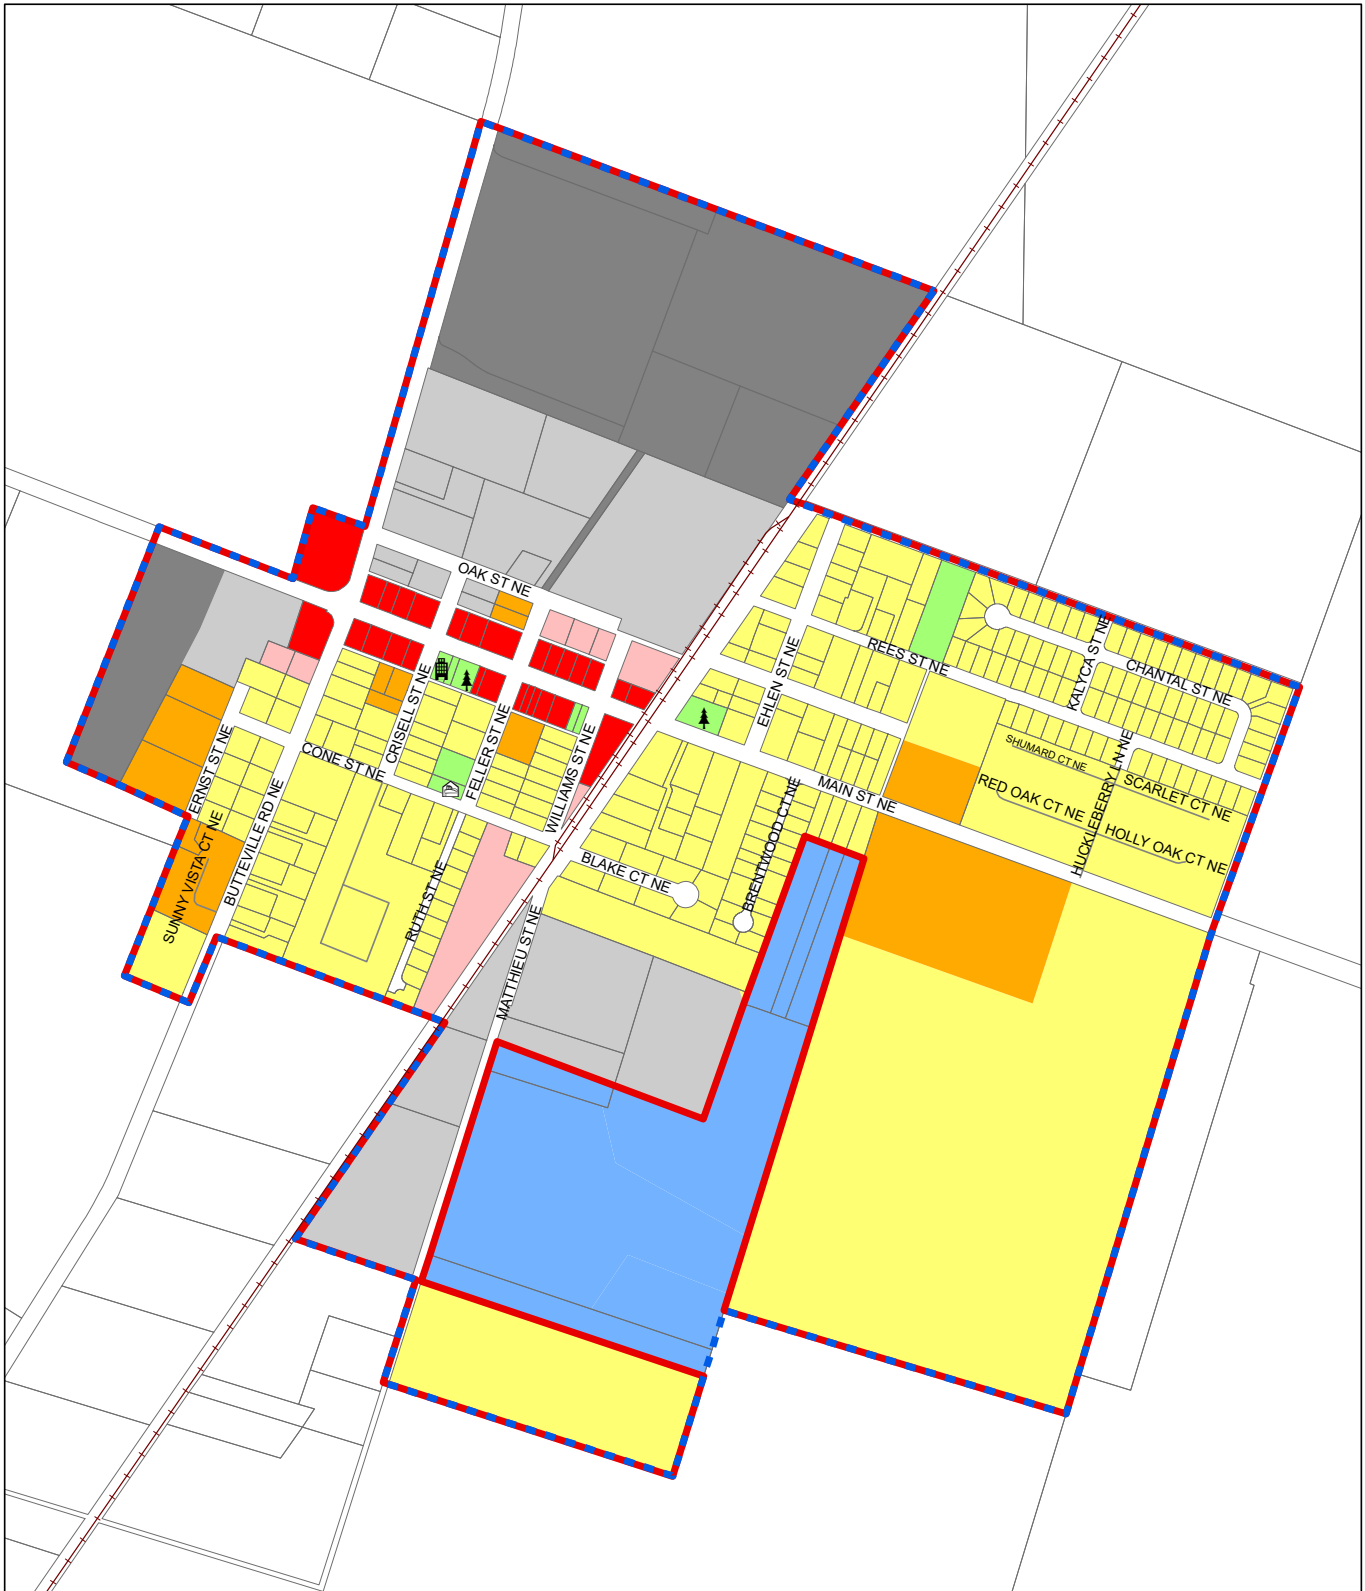 OAK ST NE
REES ST NE
KALYCA ST NE
CHANTAL ST NE
EHLEN ST NE
CRISELL ST NE
FELLER ST NE
WILLIAMS ST NE
ERNST ST NE
CONE ST NE
SHUMARD CT NE
HUCKLEBERRY LN NE
SCARLET CT NE
RED OAK CT NE
HOLLY OAK CT NE
MAIN ST NE
BRENTWOOD CT NE
BUTTEVILLE RD NE
SUNNY VISTA CT NE
BLAKE CT NE
RUTH ST NE
MATTHIEU ST NE